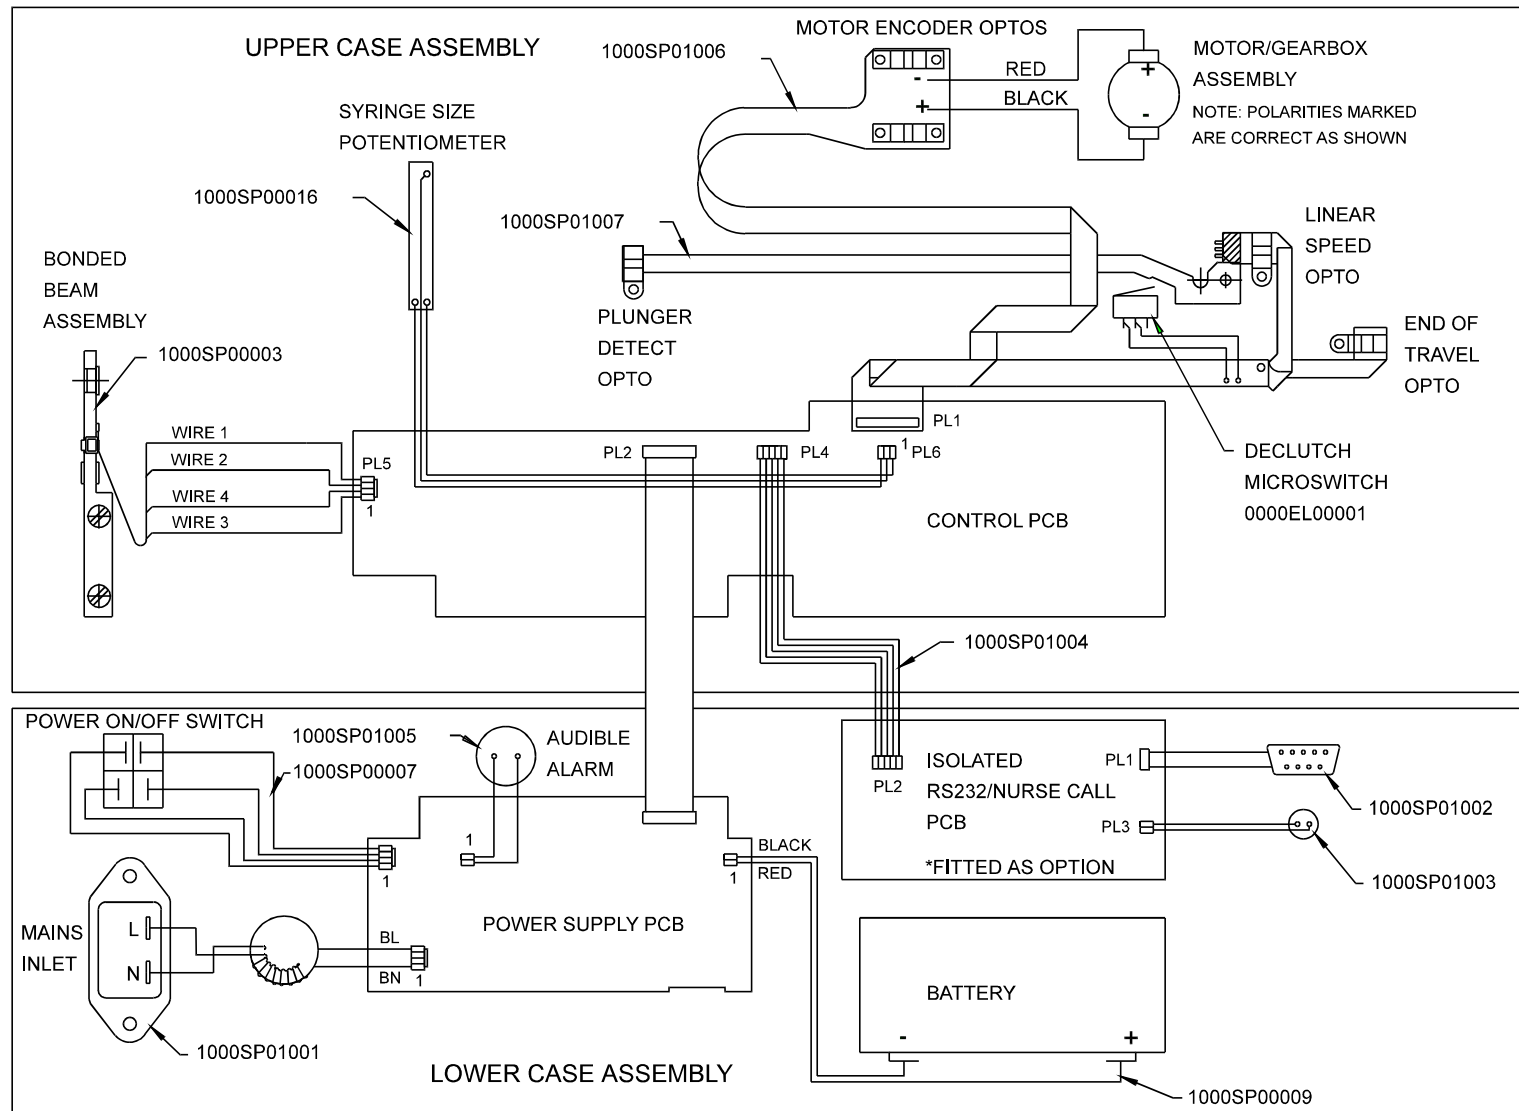 UPPER CASE ASSEMBLY
1000SP01006
MOTOR ENCODER OPTOS
-
+
RED
BLACK
+
-
MOTOR/GEARBOX
ASSEMBLY
NOTE: POLARITIES MARKED
ARE CORRECT AS SHOWN
SYRINGE SIZE
POTENTIOMETER
1000SP00016
1000SP01007
LINEAR
SPEED
OPTO
BONDED
BEAM
ASSEMBLY
1000SP00003
PLUNGER
DETECT
OPTO
END OF
TRAVEL
OPTO
WIRE 1
WIRE 2
WIRE 4
WIRE 3
PL5
1
PL2
PL4
PL1
1
PL6
DECLUTCH
MICROSWITCH
0000EL00001
CONTROL PCB
1000SP01004
POWER ON/OFF SWITCH
1000SP01005
1000SP00007
AUDIBLE
ALARM
1
1
PL2
ISOLATED
RS232/NURSE CALL
PCB
*FITTED AS OPTION
PL1
PL3
1000SP01002
1000SP01003
BLACK
RED
1
MAINS
INLET
L
N
BL
BN
1
POWER SUPPLY PCB
BATTERY
-
+
1000SP01001
LOWER CASE ASSEMBLY
1000SP00009